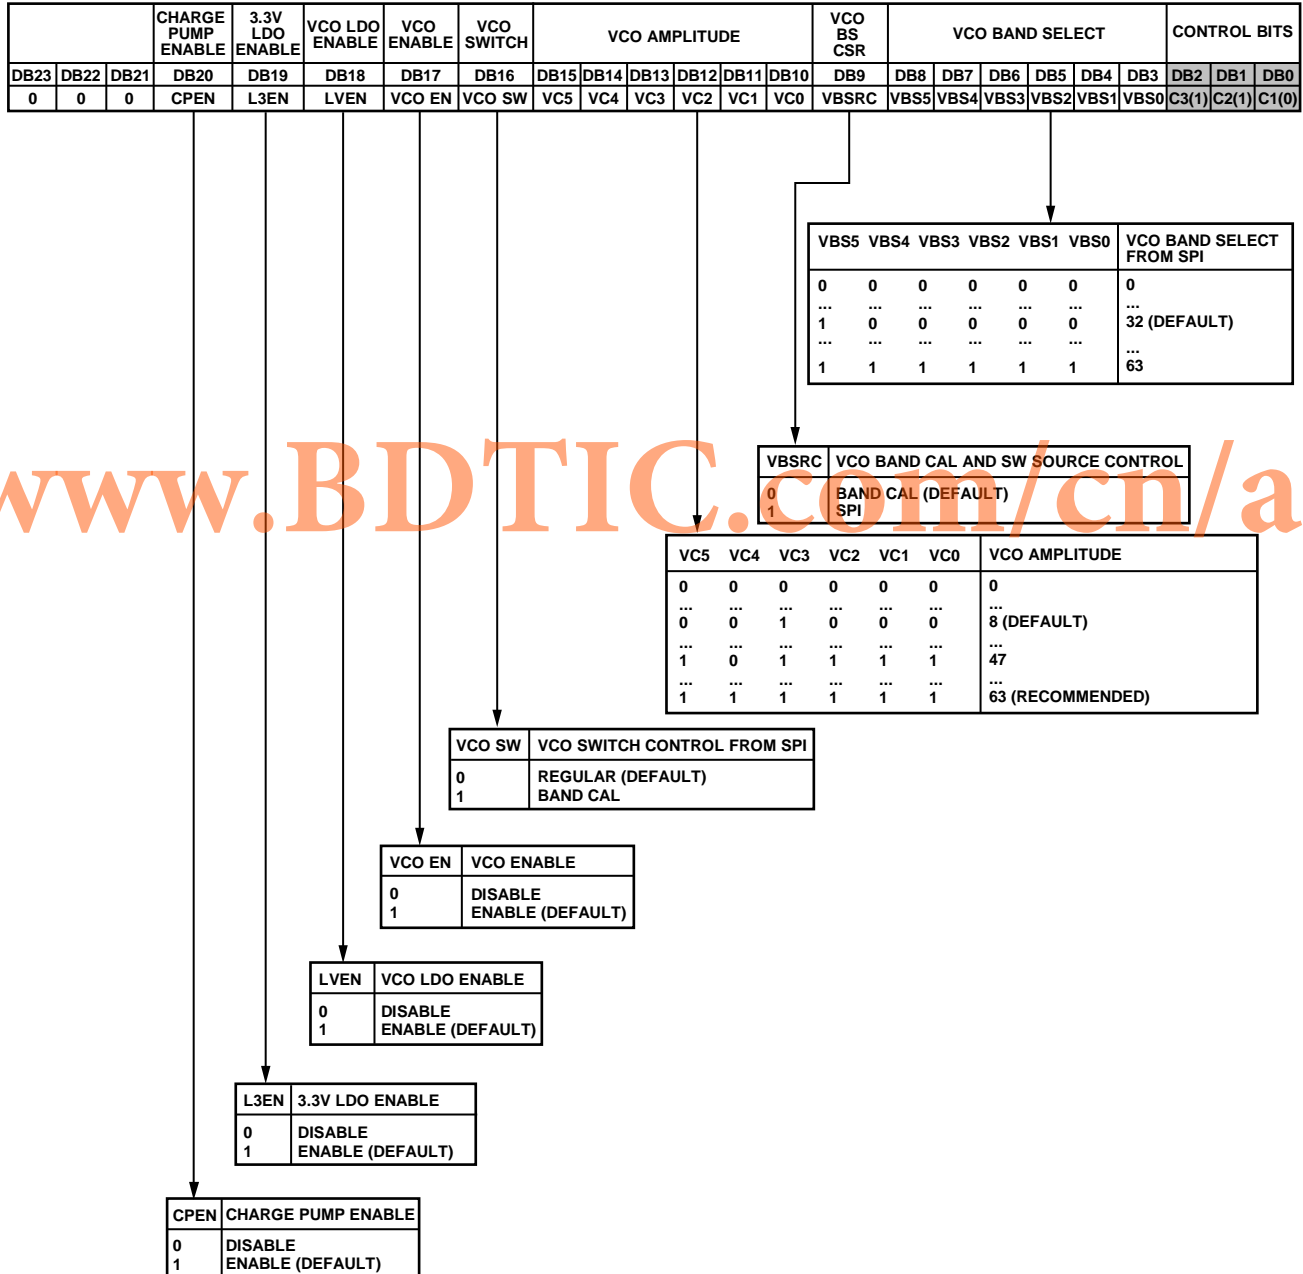 CHARGE PUMP ENABLE 3.3V LDO ENABLE VCO LDO ENABLE VCO ENABLE VCO SWITCH VCO AMPLITUDE VCO BS CSR VCO BAND SELECT CONTROL BITS
DB23 DB22 DB21 DB20 DB19 DB18 DB17 DB16 DB15 DB14 DB13 DB12 DB11 DB10 DB9 DB8 DB7 DB6 DB5 DB4 DB3 DB2 DB1 DB0
0 0 0 CPEN L3EN LVEN VCO EN VCO SW VC5 VC4 VC3 VC2 VC1 VC0 VBSRC VBS5 VBS4 VBS3 VBS2 VBS1 VBS0 C3(1) C2(1) C1(0)
VBS5 VBS4 VBS3 VBS2 VBS1 VBS0 VCO BAND SELECT FROM SPI
0 0 0 0 0 0 0
... ... ... ... ... ... ...
1 0 0 0 0 0 32 (DEFAULT)
... ... ... ... ... ... ...
1 1 1 1 1 1 63
www.BDTIC.com/cn/a
VBSRC VCO BAND CAL AND SW SOURCE CONTROL
0 BAND CAL (DEFAULT)
1 SPI
VC5 VC4 VC3 VC2 VC1 VC0 VCO AMPLITUDE
0 0 0 0 0 0 0
... ... ... ... ... ... ...
0 0 1 0 0 0 8 (DEFAULT)
... ... ... ... ... ... ...
1 0 1 1 1 1 47
... ... ... ... ... ... ...
1 1 1 1 1 1 63 (RECOMMENDED)
VCO SW VCO SWITCH CONTROL FROM SPI
0 REGULAR (DEFAULT)
1 BAND CAL
VCO EN VCO ENABLE
0 DISABLE
1 ENABLE (DEFAULT)
LVEN VCO LDO ENABLE
0 DISABLE
1 ENABLE (DEFAULT)
L3EN 3.3V LDO ENABLE
0 DISABLE
1 ENABLE (DEFAULT)
CPEN CHARGE PUMP ENABLE
0 DISABLE
1 ENABLE (DEFAULT)